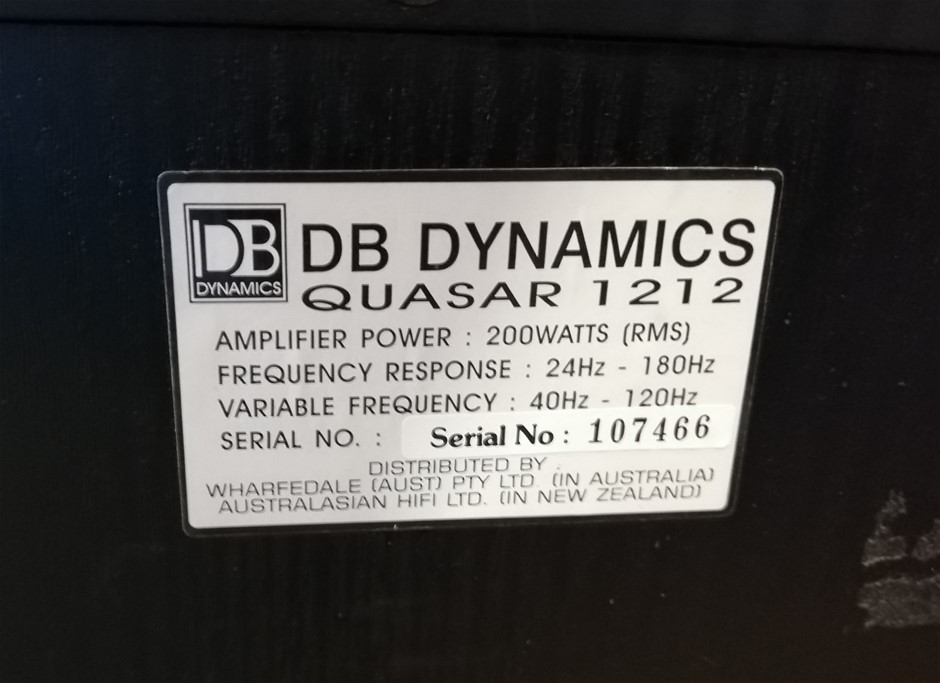 DB
DYNAMICS
DB DYNAMICS
QUASAR 1212
AMPLIFIER POWER : 200WATTS (RMS)
FREQUENCY RESPONSE : 24Hz - 180Hz
VARIABLE FREQUENCY : 40Hz - 120Hz
SERIAL NO. : Serial No : 107466
DISTRIBUTED BY
WHARFEDALE (AUST) PTY LTD. (IN AUSTRALIA)
AUSTRALASIAN HIFI LTD. (IN NEW ZEALAND)